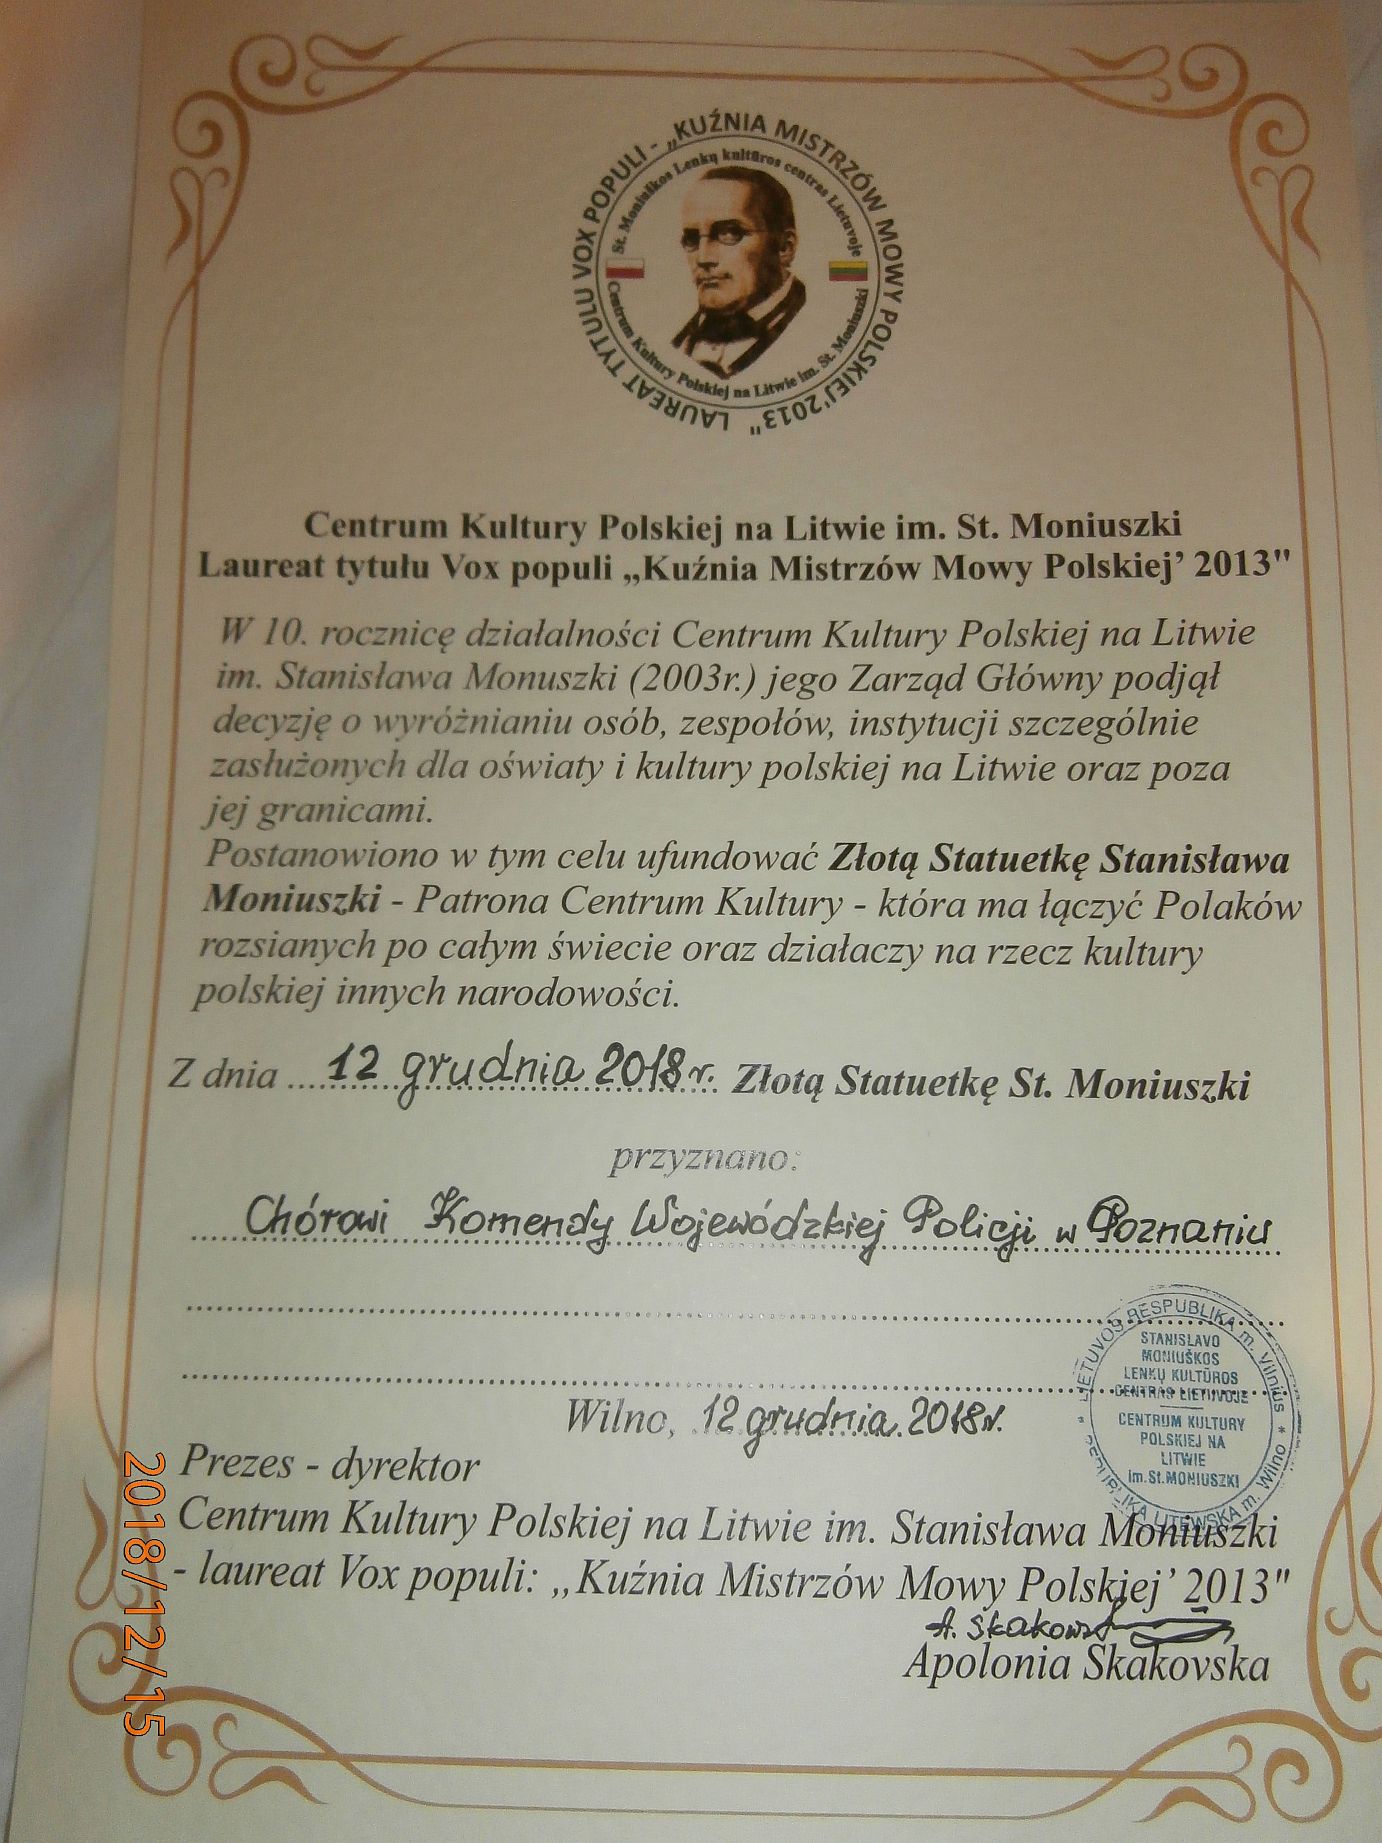 LAUREAT TYTUŁU VOX POPULI - „KUŹNIA MISTRZÓW MOWY POLSKIEJ'2013"
St. Moniuškos Lenkų kultūros centras Lietuvoje
Centrum Kultury Polskiej na Litwie im. St. Moniuszki
Centrum Kultury Polskiej na Litwie im. St. Moniuszki
Laureat tytułu Vox populi „Kuźnia Mistrzów Mowy Polskiej’ 2013"
W 10. rocznicę działalności Centrum Kultury Polskiej na Litwie
im. Stanisława Monuszki (2003r.) jego Zarząd Główny podjął
decyzję o wyróżnianiu osób, zespołów, instytucji szczególnie
zasłużonych dla oświaty i kultury polskiej na Litwie oraz poza
jej granicami.
Postanowiono w tym celu ufundować Złotą Statuetkę Stanisława
Moniuszki - Patrona Centrum Kultury - która ma łączyć Polaków
rozsianych po całym świecie oraz działaczy na rzecz kultury
polskiej innych narodowości.
Z dnia ....12 grudnia 2018 r. Złotą Statuetkę St. Moniuszki
przyznano:
Chórowi Komendy Wojewódzkiej Policji w Poznaniu
LIETUVOS RESPUBLIKA m. Vilnius * REPUBLIKA LITEWSKA m. Wilno *
STANISLAVO
MONIUŠKOS
LENKŲ KULTŪROS
CENTRAS LIETUVOJE
CENTRUM KULTURY
POLSKIEJ NA
LITWIE
im.St.MONIUSZKI
Wilno, 12 grudnia 2018r.
Prezes - dyrektor
Centrum Kultury Polskiej na Litwie im. Stanisława Moniuszki
- laureat Vox populi: „Kuźnia Mistrzów Mowy Polskiej’ 2013"
A. Skakowska
Apolonia Skakovska
2018/12/15